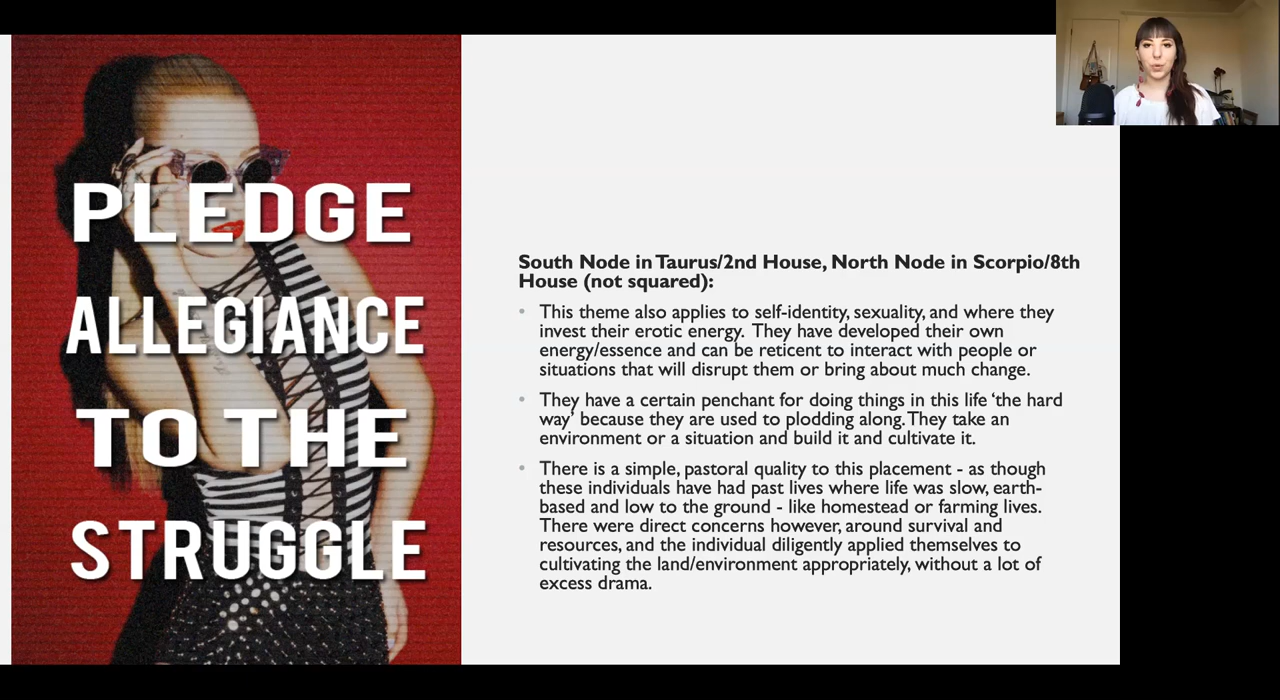 PLEDGE
ALLEGIANCE
TO THE
STRUGGLE
South Node in Taurus/2nd House, North Node in Scorpio/8th
House (not squared):
• This theme also applies to self-identity, sexuality, and where they
invest their erotic energy. They have developed their own
energy/essence and can be reticent to interact with people or
situations that will disrupt them or bring about much change.
• They have a certain penchant for doing things in this life ‘the hard
way’ because they are used to plodding along. They take an
environment or a situation and build it and cultivate it.
• There is a simple, pastoral quality to this placement - as though
these individuals have had past lives where life was slow, earth-
based and low to the ground - like homestead or farming lives.
There were direct concerns however, around survival and
resources, and the individual diligently applied themselves to
cultivating the land/environment appropriately, without a lot of
excess drama.